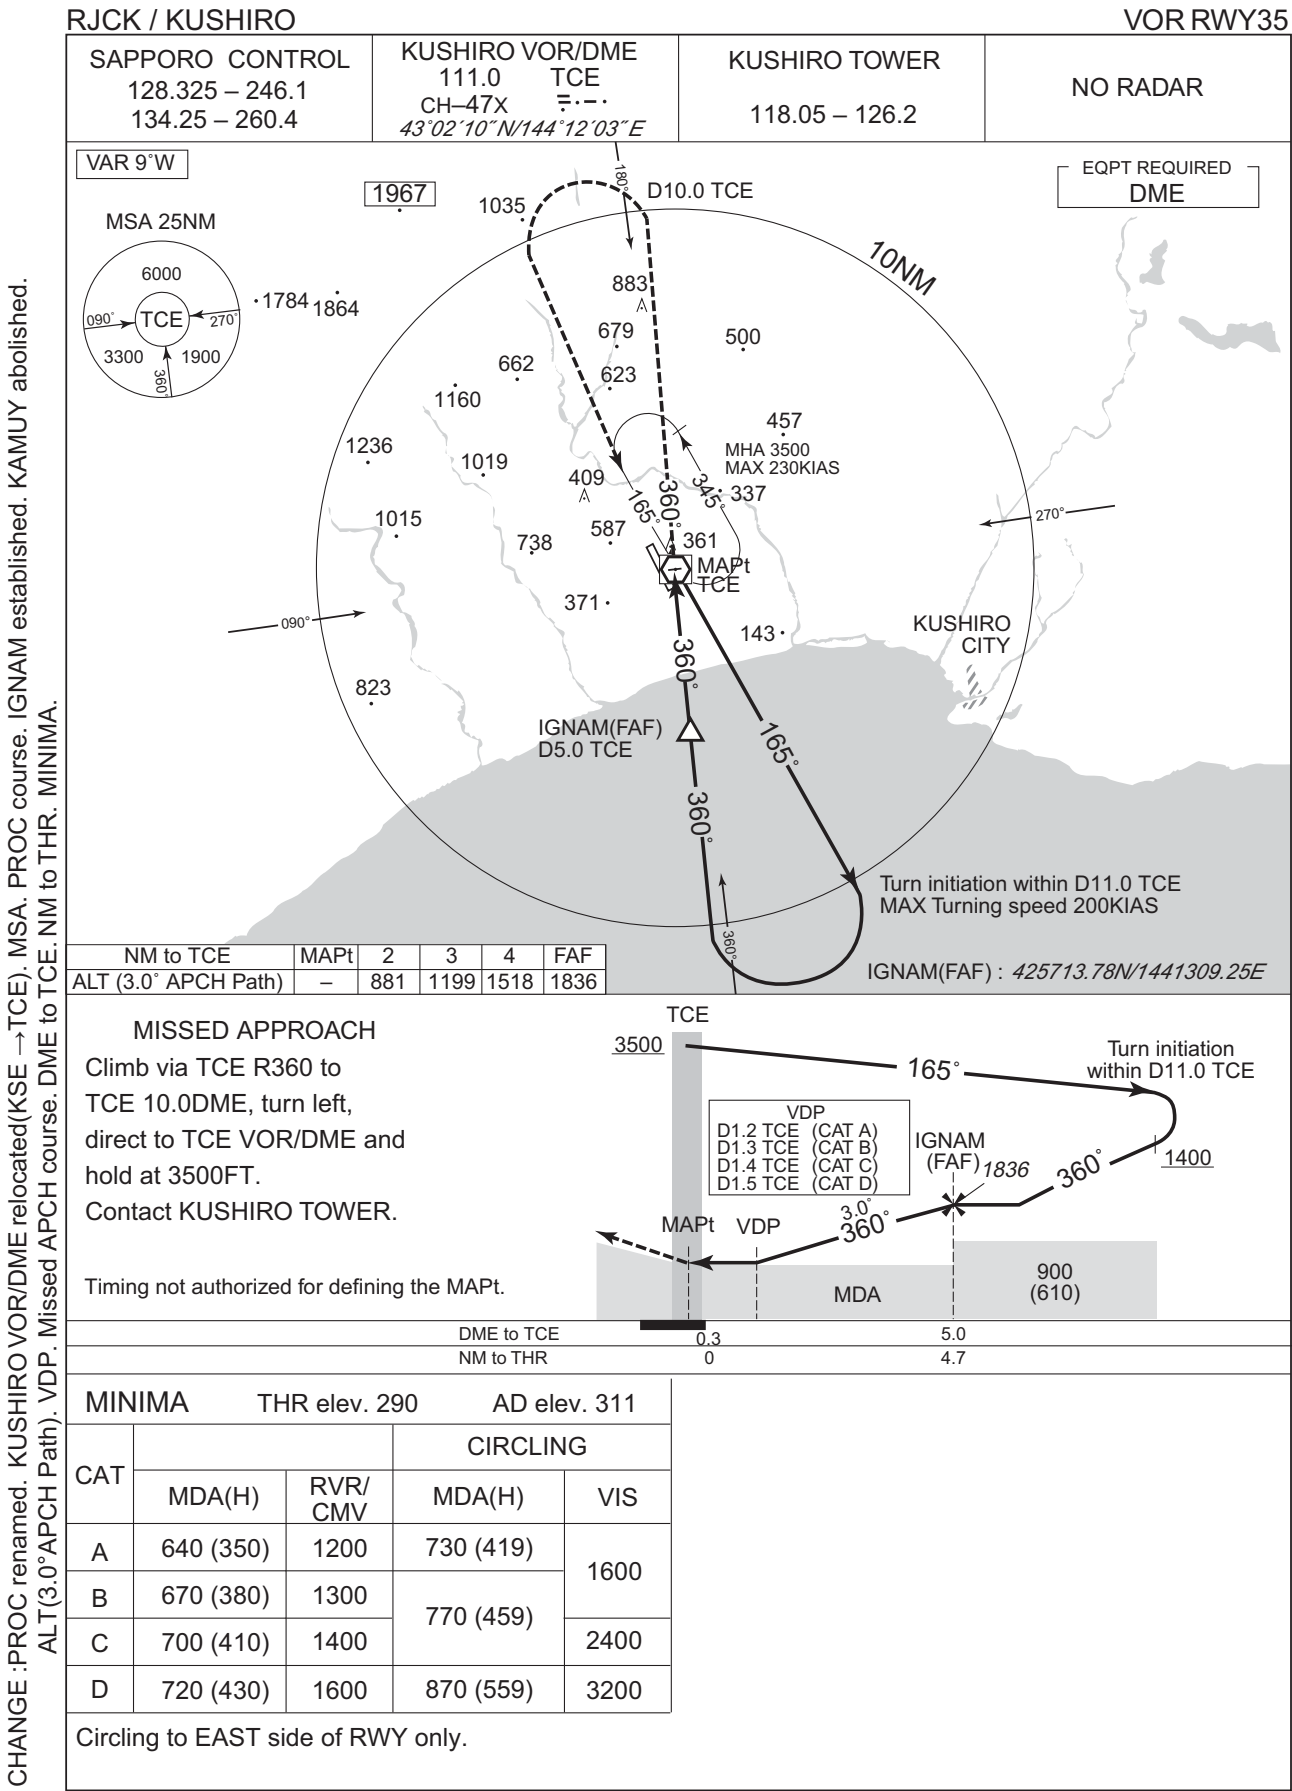 RJCK / KUSHIRO
VOR RWY35
SAPPORO CONTROL
128.325 – 246.1
134.25 – 260.4
KUSHIRO VOR/DME
111.0 TCE
CH–47X
43°02′10″N/144°12′03″E
KUSHIRO TOWER
118.05 – 126.2
NO RADAR
VAR 9°W
EQPT REQUIRED
DME
MSA 25NM
6000
090°
TCE
270°
3300
1900
360°
1967
1035
180°
D10.0 TCE
10NM
1784
1864
883
679
500
662
623
1160
457
MHA 3500
MAX 230KIAS
1236
1019
409
165°
360°
345°
337
1015
738
587
361
MAPt
TCE
270°
371
143
090°
KUSHIRO
CITY
360°
823
IGNAM(FAF)
D5.0 TCE
165°
360°
Turn initiation within D11.0 TCE
MAX Turning speed 200KIAS
360°
IGNAM(FAF) : 425713.78N/1441309.25E
NM to TCE MAPt 2 3 4 FAF
ALT (3.0° APCH Path) – 881 1199 1518 1836
MISSED APPROACH
Climb via TCE R360 to
TCE 10.0DME, turn left,
direct to TCE VOR/DME and
hold at 3500FT.
Contact KUSHIRO TOWER.
Timing not authorized for defining the MAPt.
TCE
3500
165°
Turn initiation
within D11.0 TCE
VDP
D1.2 TCE (CAT A)
D1.3 TCE (CAT B)
D1.4 TCE (CAT C)
D1.5 TCE (CAT D)
IGNAM
(FAF)
1836
360°
1400
MAPt
VDP
3.0°
360°
MDA
900
(610)
DME to TCE 0.3 5.0
NM to THR 0 4.7
MINIMA THR elev. 290 AD elev. 311
CAT
CIRCLING
MDA(H)
RVR/
CMV
MDA(H)
VIS
A 640 (350) 1200 730 (419)
1600
B 670 (380) 1300
770 (459)
C 700 (410) 1400 2400
D 720 (430) 1600 870 (559) 3200
Circling to EAST side of RWY only.
CHANGE :PROC renamed. KUSHIRO VOR/DME relocated(KSE →TCE). MSA. PROC course. IGNAM established. KAMUY abolished.
ALT(3.0°APCH Path). VDP. Missed APCH course. DME to TCE. NM to THR. MINIMA.